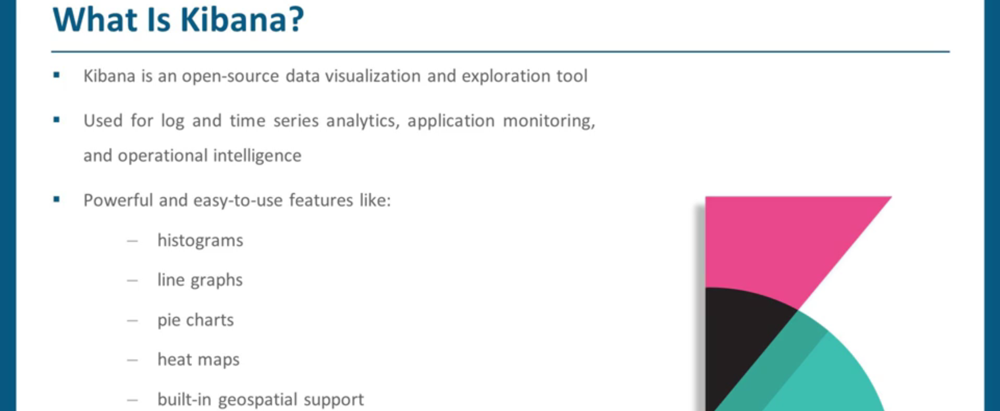 What Is Kibana?
▪ Kibana is an open-source data visualization and exploration tool
▪ Used for log and time series analytics, application monitoring,
and operational intelligence
▪ Powerful and easy-to-use features like:
– histograms
– line graphs
– pie charts
– heat maps
– built-in geospatial support